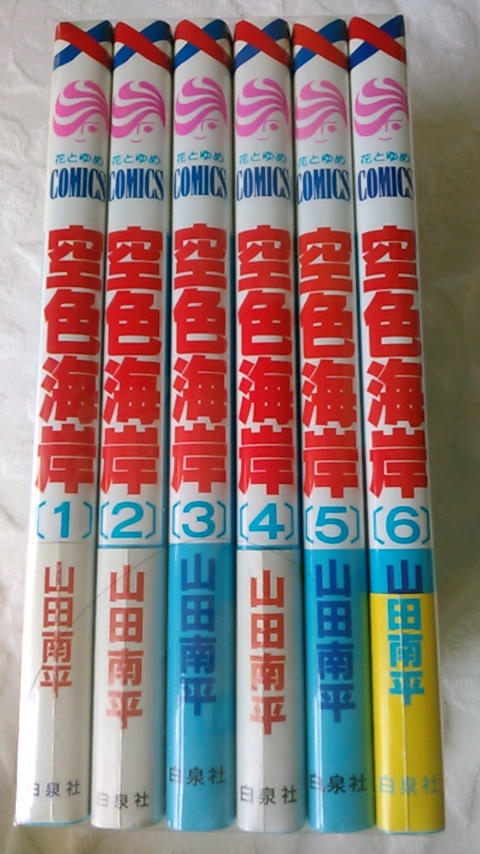 花とゆめ
COMICS
空色海岸
〔1〕
山田南平
白泉社
花とゆめ
COMICS
空色海岸
〔2〕
山田南平
白泉社
花とゆめ
COMICS
空色海岸
〔3〕
山田南平
白泉社
花とゆめ
COMICS
空色海岸
〔4〕
山田南平
白泉社
花とゆめ
COMICS
空色海岸
〔5〕
山田南平
白泉社
花とゆめ
COMICS
空色海岸
〔6〕
山田南平
白泉社